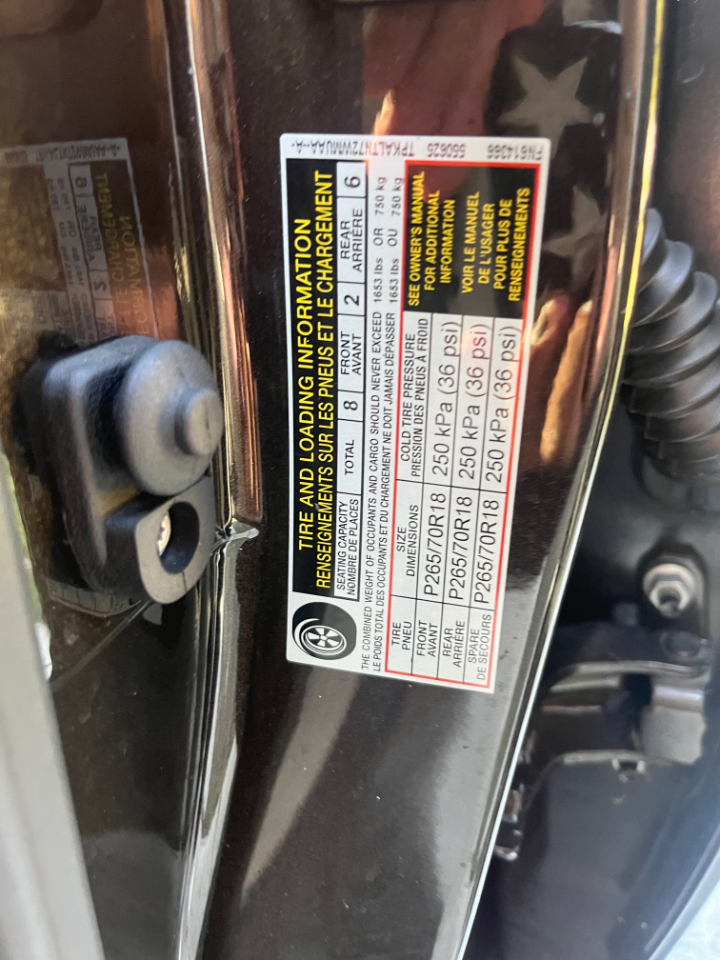 TIRE AND LOADING INFORMATION
RENSEIGNEMENTS SUR LES PNEUS ET LE CHARGEMENT
SEATING CAPACITY
NOMBRE DE PLACES
TOTAL 8
FRONT
AVANT 2
REAR
ARRIÈRE 6
THE COMBINED WEIGHT OF OCCUPANTS AND CARGO SHOULD NEVER EXCEED 1653 lbs OR 750 kg
LE POIDS TOTAL DES OCCUPANTS ET DU CHARGEMENT NE DOIT JAMAIS DÉPASSER 1653 lbs OU 750 kg
TIRE
PNEU
SIZE
DIMENSIONS
COLD TIRE PRESSURE
PRESSION DES PNEUS À FROID
FRONT
AVANT
P265/70R18 250 kPa (36 psi)
REAR
ARRIÈRE
P265/70R18 250 kPa (36 psi)
SPARE
DE SECOURS
P265/70R18 250 kPa (36 psi)
SEE OWNER'S MANUAL
FOR ADDITIONAL
INFORMATION
VOIR LE MANUEL
DE L'USAGER
POUR PLUS DE
RENSEIGNEMENTS